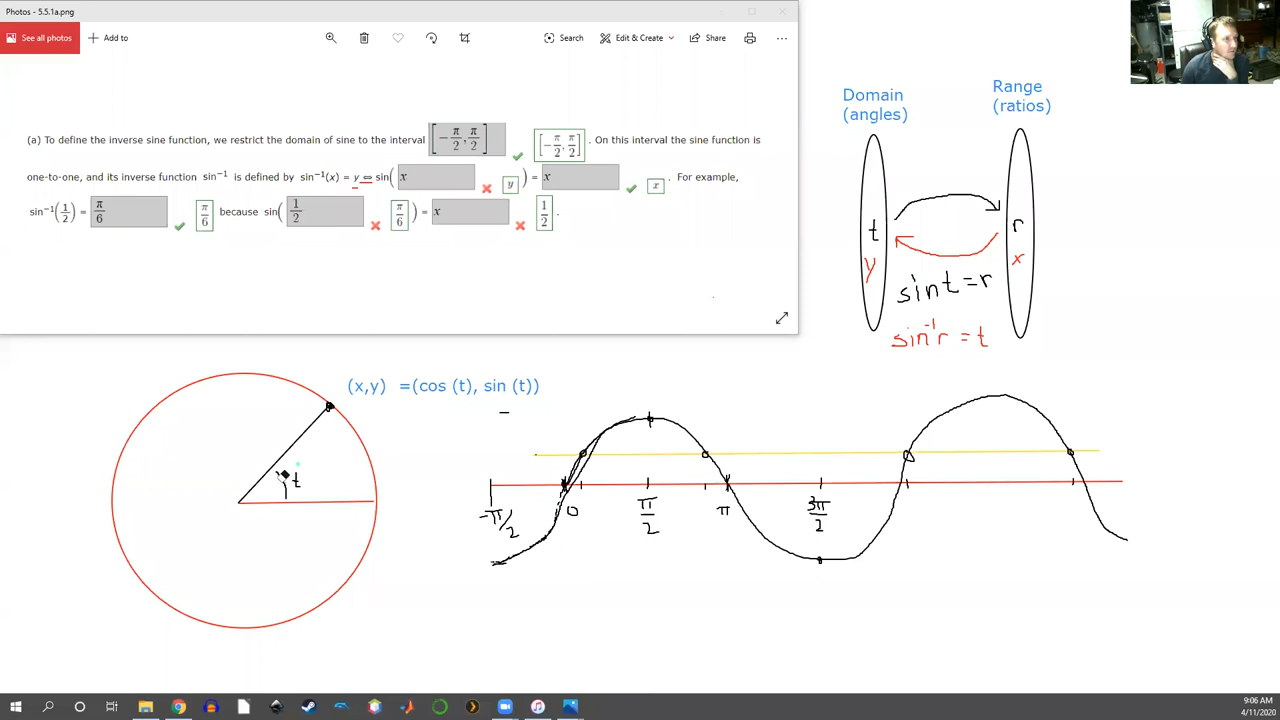 Photos - 5.5.1a.png
See all photos
Add to
Search
Edit & Create
Share
(a) To define the inverse sine function, we restrict the domain of sine to the interval [-π/2, π/2] [-π/2, π/2] . On this interval the sine function is
one-to-one, and its inverse function sin⁻¹ is defined by sin⁻¹(x) = y ⇔ sin( x y ) = x x . For example,
sin⁻¹(1/2) = π/6 π/6 because sin( 1/2 π/6 ) = x 1/2 .
Domain
(angles)
Range
(ratios)
t
r
y
x
sin t = r
sin⁻¹ r = t
(x,y) =(cos (t), sin (t))
t
-π/2
0
π/2
π
3π/2
9:06 AM
4/11/2020